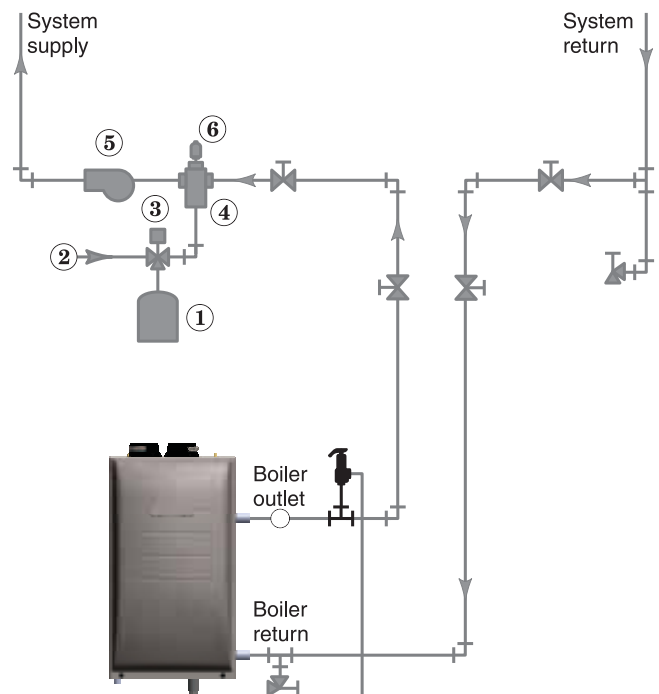 System
supply
System
return
6
5
3
4
2
1
Boiler
outlet
Boiler
return